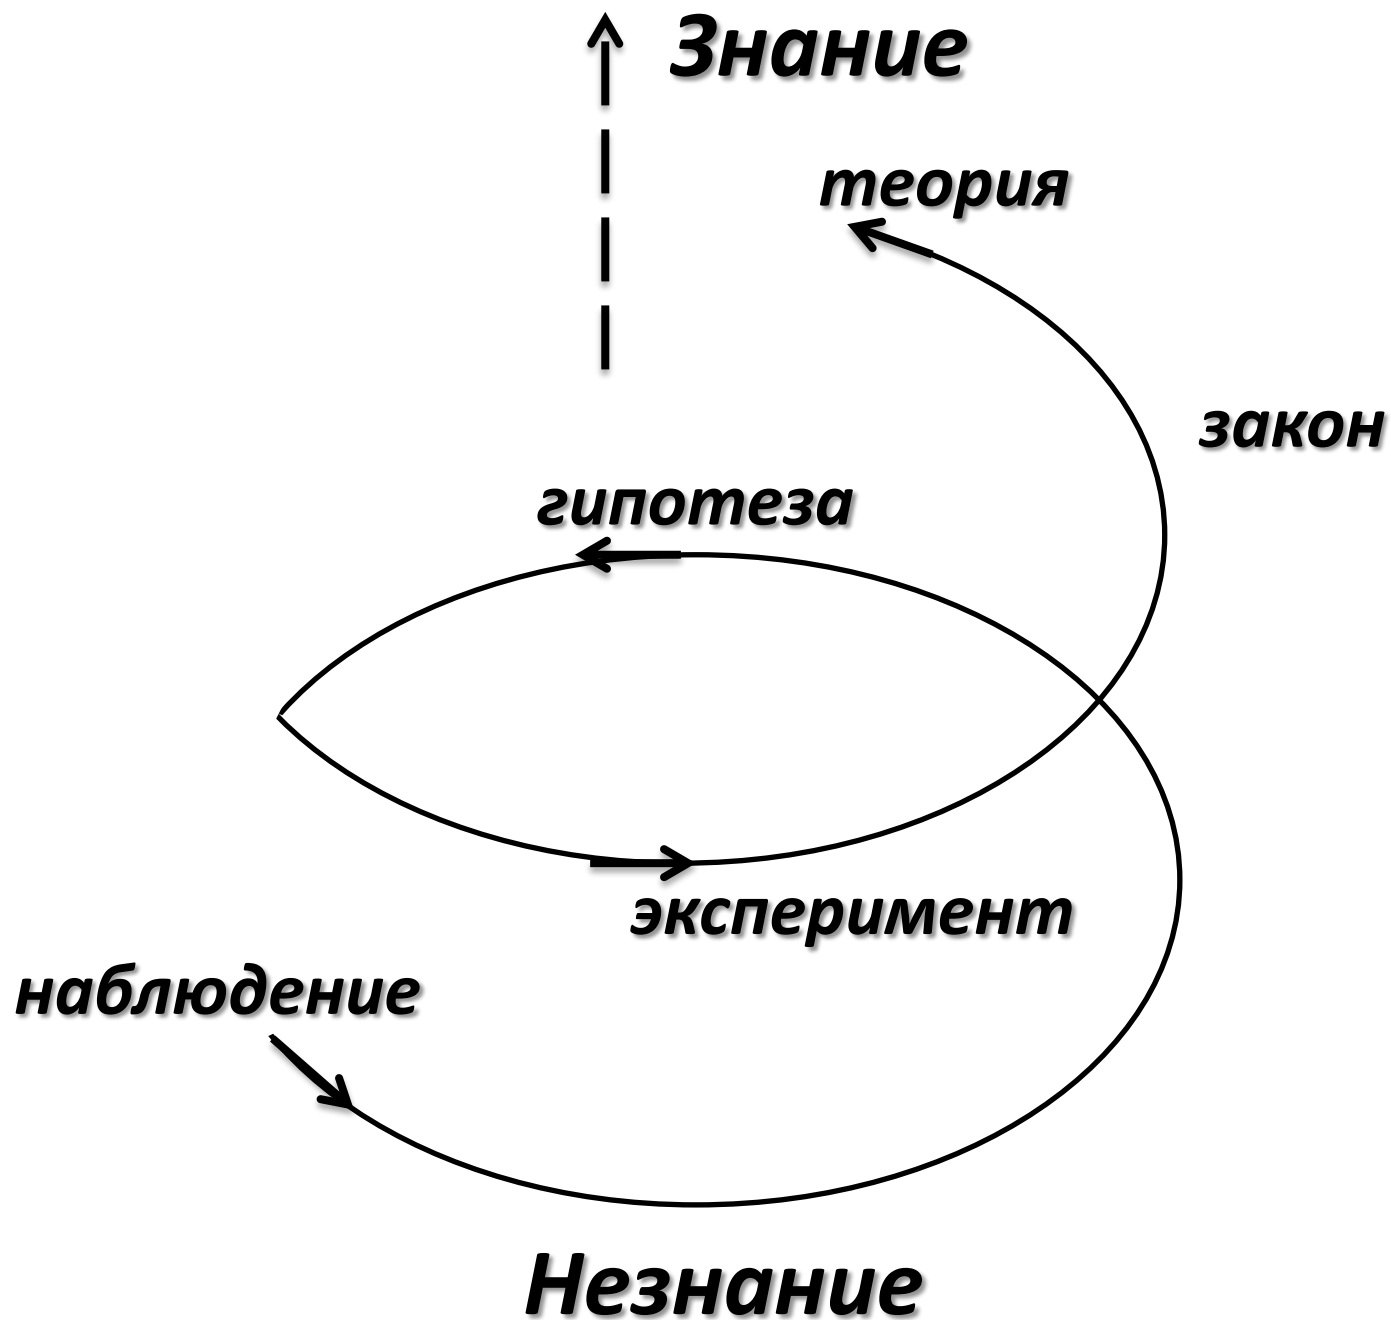 Знание
теория
закон
гипотеза
эксперимент
наблюдение
Незнание